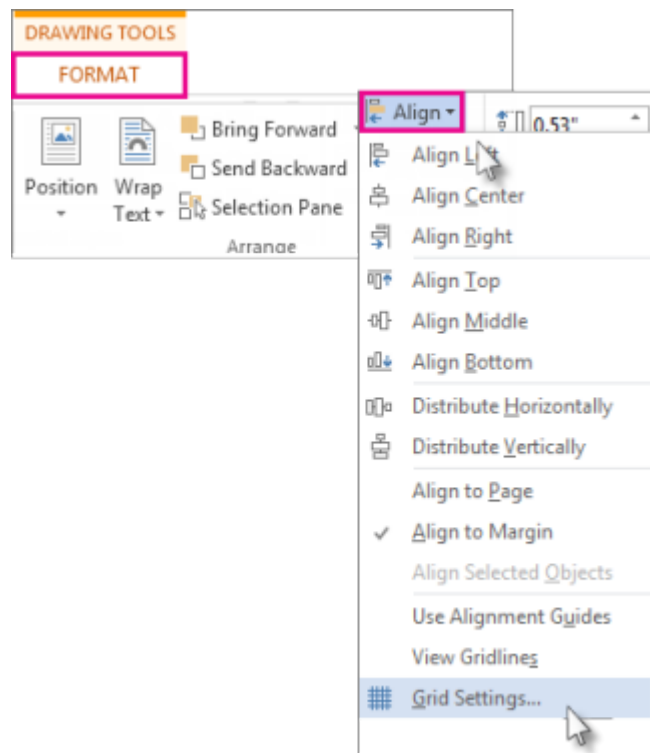 DRAWING TOOLS
FORMAT
Position
Wrap
Text
Bring Forward
Send Backward
Selection Pane
Arrange
Align
0.53"
Align Left
Align Center
Align Right
Align Top
Align Middle
Align Bottom
Distribute Horizontally
Distribute Vertically
Align to Page
Align to Margin
Align Selected Objects
Use Alignment Guides
View Gridlines
Grid Settings...